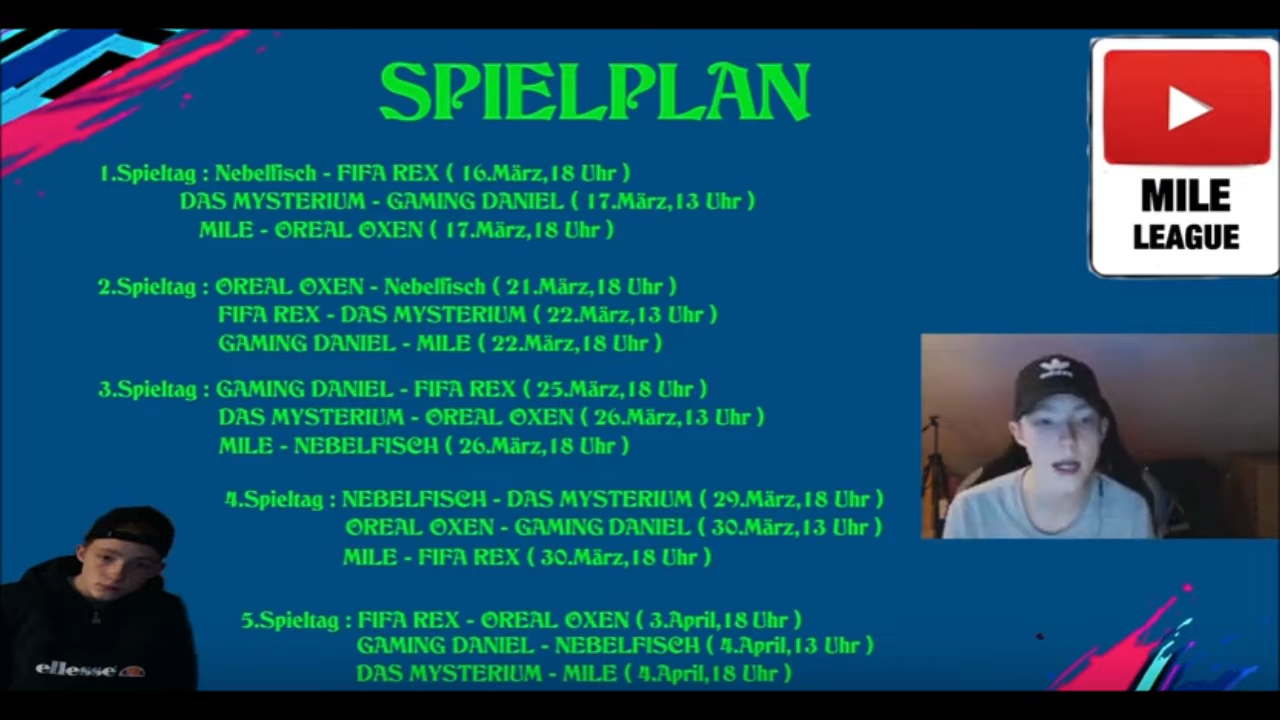 SPIELPLAN
1.Spieltag : Nebelfisch - FIFA REX ( 16.März,18 Uhr )
DAS MYSTERIUM - GAMING DANIEL ( 17.März,13 Uhr )
MILE - OREAL OXEN ( 17.März,18 Uhr )
2.Spieltag : OREAL OXEN - Nebelfisch ( 21.März,18 Uhr )
FIFA REX - DAS MYSTERIUM ( 22.März,13 Uhr )
GAMING DANIEL - MILE ( 22.März,18 Uhr )
3.Spieltag : GAMING DANIEL - FIFA REX ( 25.März,18 Uhr )
DAS MYSTERIUM - OREAL OXEN ( 26.März,13 Uhr )
MILE - NEBELFISCH ( 26.März,18 Uhr )
4.Spieltag : NEBELFISCH - DAS MYSTERIUM ( 29.März,18 Uhr )
OREAL OXEN - GAMING DANIEL ( 30.März,13 Uhr )
MILE - FIFA REX ( 30.März,18 Uhr )
5.Spieltag : FIFA REX - OREAL OXEN ( 3.April,18 Uhr )
GAMING DANIEL - NEBELFISCH ( 4.April,13 Uhr )
DAS MYSTERIUM - MILE ( 4.April,18 Uhr )
MILE
LEAGUE
adidas
ellesse